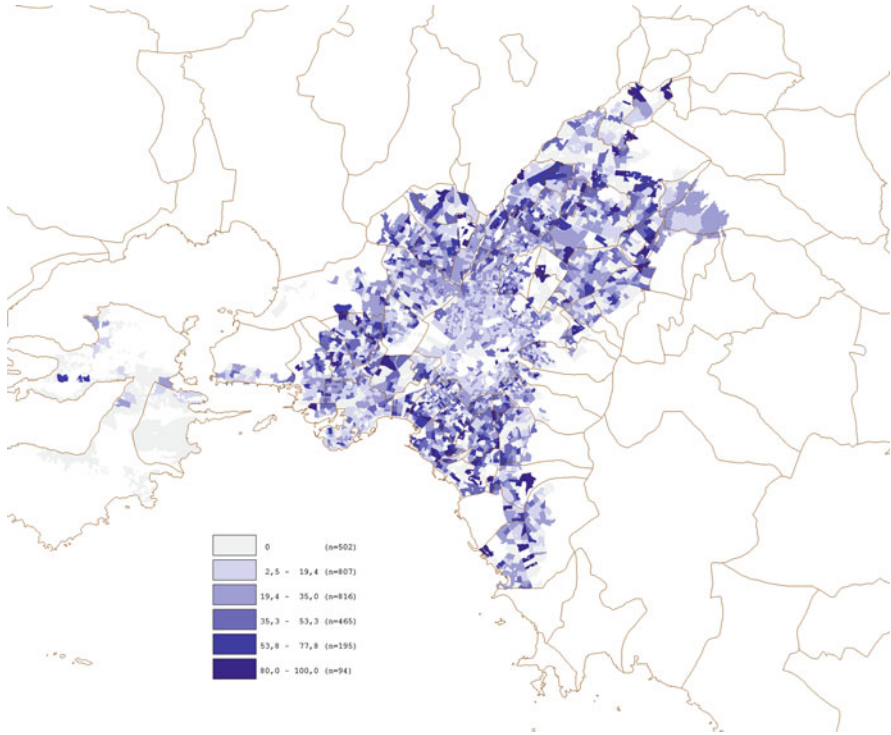 0 (n=502)
2,5 - 19,4 (n=807)
19,4 - 35,0 (n=816)
35,3 - 53,3 (n=465)
53,8 - 77,8 (n=195)
80,0 - 100,0 (n=94)